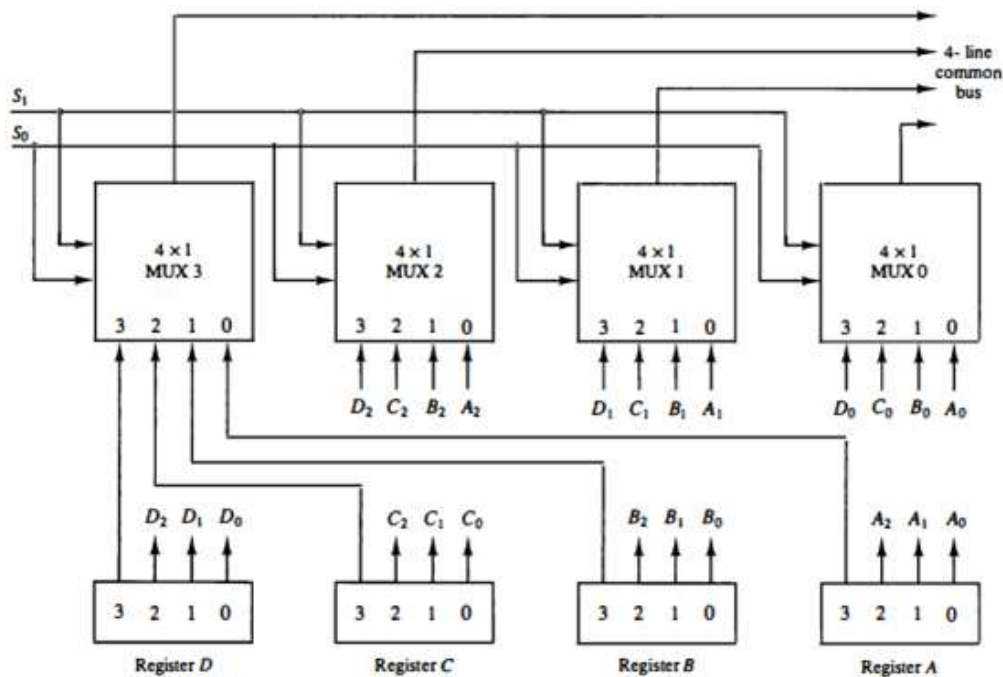 4- line
common
bus
S₁
S₀
4 × 1
MUX 3
4 × 1
MUX 2
4 × 1
MUX 1
4 × 1
MUX 0
3 2 1 0
3 2 1 0
3 2 1 0
3 2 1 0
D₂ C₂ B₂ A₂
D₁ C₁ B₁ A₁
D₀ C₀ B₀ A₀
D₂ D₁ D₀
C₂ C₁ C₀
B₂ B₁ B₀
A₂ A₁ A₀
3 2 1 0
3 2 1 0
3 2 1 0
3 2 1 0
Register D
Register C
Register B
Register A